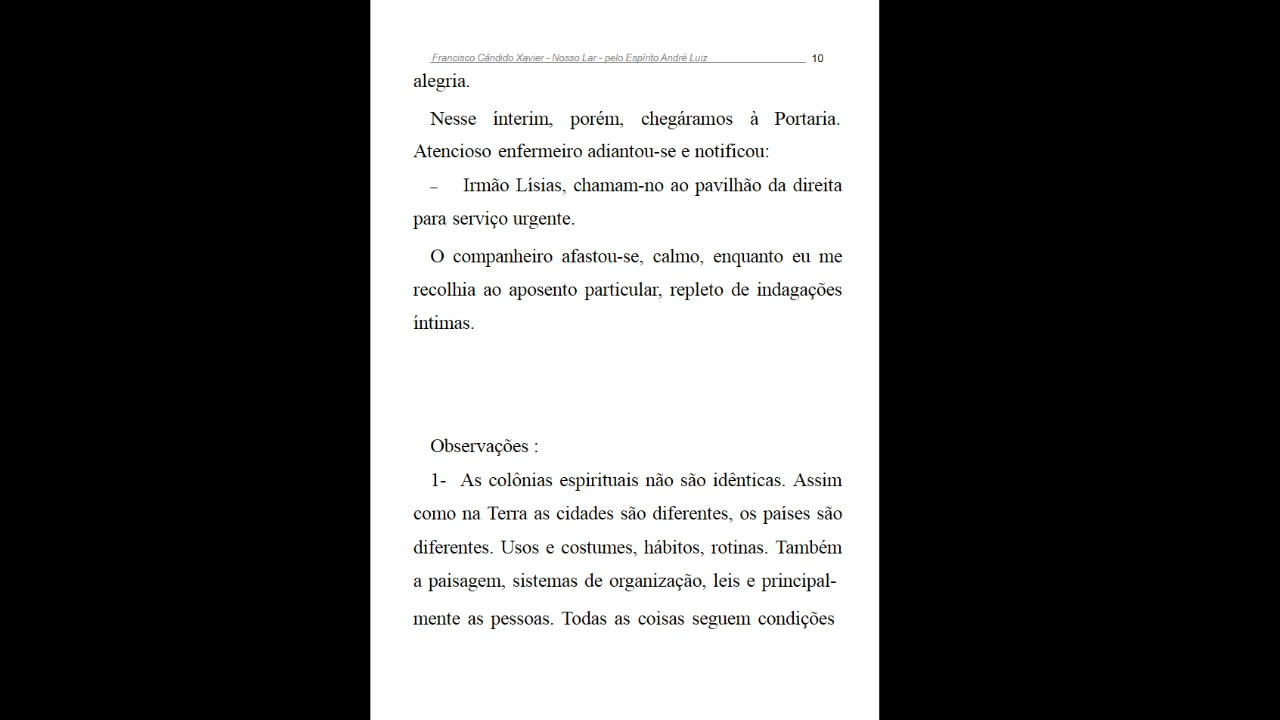 Francisco Cândido Xavier - Nosso Lar - pelo Espírito André Luiz 10
alegria.
Nesse ínterim, porém, chegáramos à Portaria.
Atencioso enfermeiro adiantou-se e notificou:
– Irmão Lísias, chamam-no ao pavilhão da direita
para serviço urgente.
O companheiro afastou-se, calmo, enquanto eu me
recolhia ao aposento particular, repleto de indagações
íntimas.
Observações :
1- As colônias espirituais não são idênticas. Assim
como na Terra as cidades são diferentes, os países são
diferentes. Usos e costumes, hábitos, rotinas. Também
a paisagem, sistemas de organização, leis e principal-
mente as pessoas. Todas as coisas seguem condições